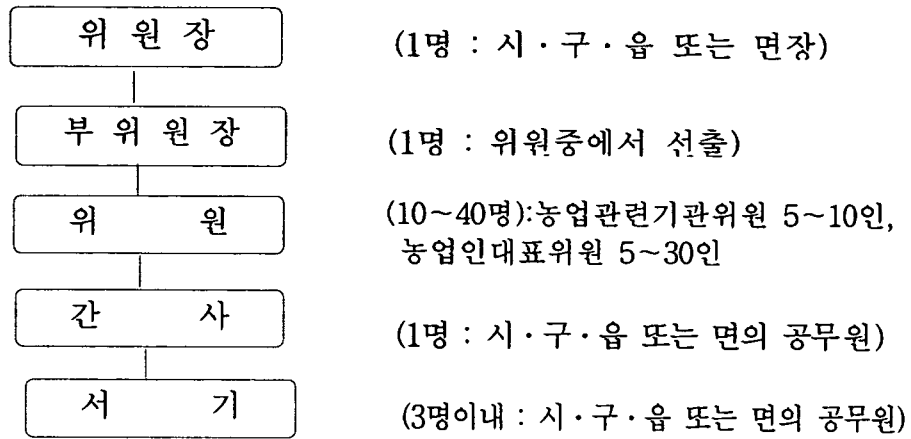 위 원 장 (1명 : 시·구·읍 또는 면장)
부 위 원 장 (1명 : 위원중에서 선출)
위 원 (10~40명):농업관련기관위원 5~10인,
농업인대표위원 5~30인
간 사 (1명 : 시·구·읍 또는 면의 공무원)
서 기 (3명이내 : 시·구·읍 또는 면의 공무원)